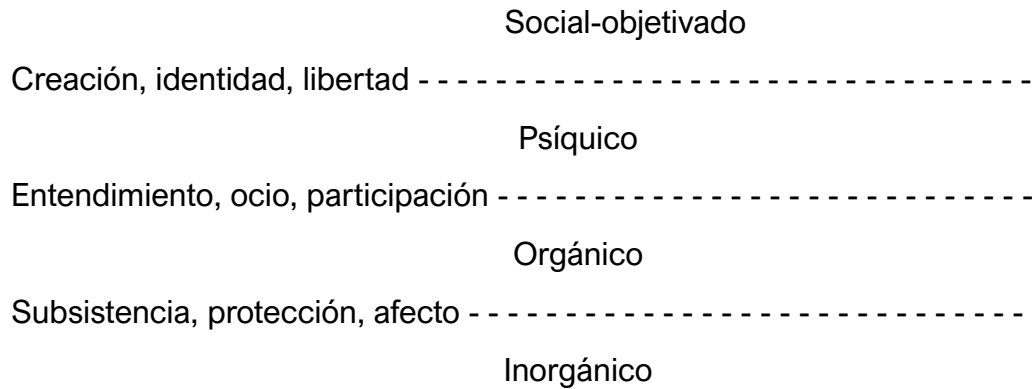 Social-objetivado
Creación, identidad, libertad - - - - - - - - - - - - - - - - - - - - - - - - - - - - - - - -
Psíquico
Entendimiento, ocio, participación - - - - - - - - - - - - - - - - - - - - - - - - - - - -
Orgánico
Subsistencia, protección, afecto - - - - - - - - - - - - - - - - - - - - - - - - - - - - -
Inorgánico